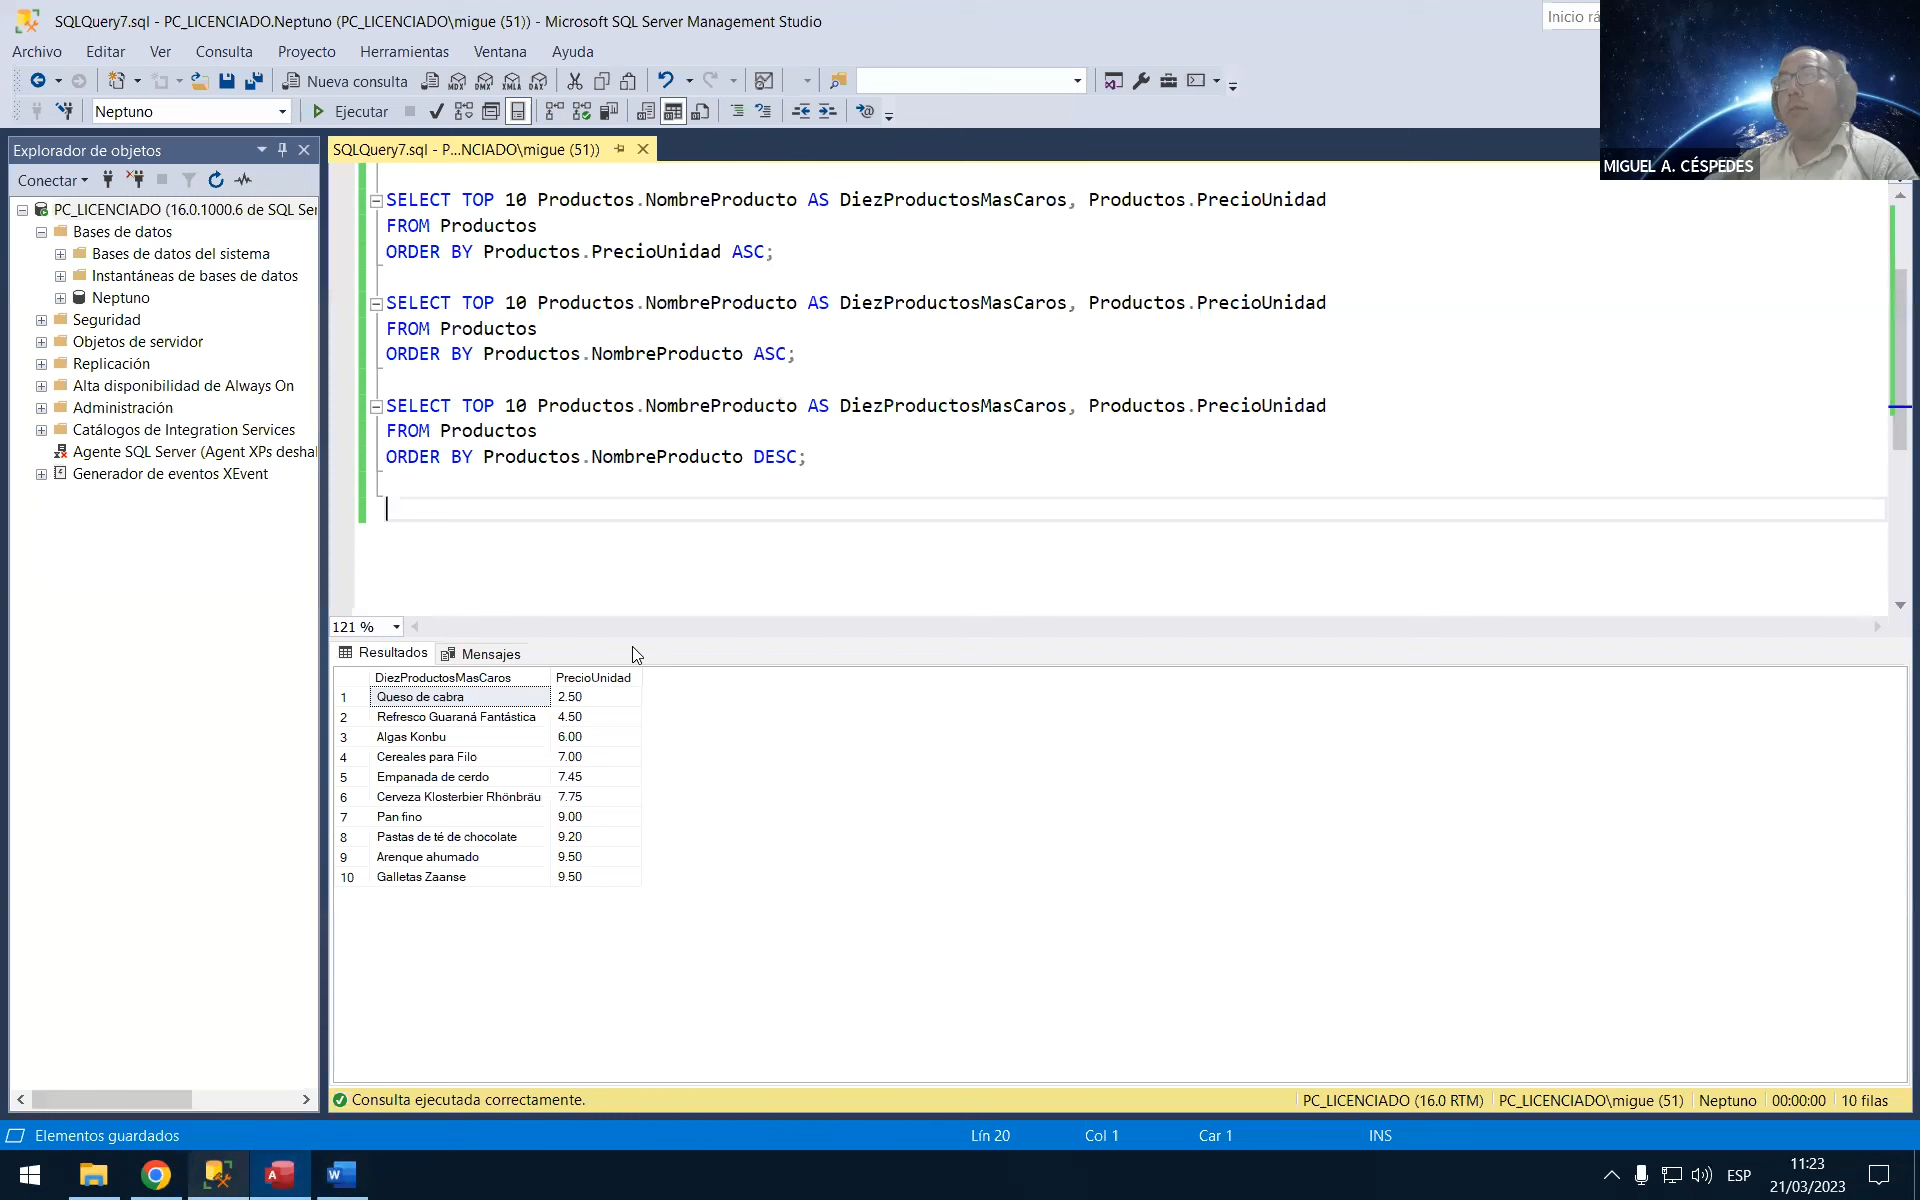 SQLQuery7.sql - PC_LICENCIADO.Neptuno (PC_LICENCIADO\migue (51)) - Microsoft SQL Server Management Studio
Inicio rá
Archivo Editar Ver Consulta Proyecto Herramientas Ventana Ayuda
Nueva consulta MDX DMX XMLA DAX
Neptuno Ejecutar
MIGUEL A. CÉSPEDES
Explorador de objetos
Conectar
PC_LICENCIADO (16.0.1000.6 de SQL Ser
Bases de datos
Bases de datos del sistema
Instantáneas de bases de datos
Neptuno
Seguridad
Objetos de servidor
Replicación
Alta disponibilidad de Always On
Administración
Catálogos de Integration Services
Agente SQL Server (Agent XPs desha
Generador de eventos XEvent
SQLQuery7.sql - P...NCIADO\migue (51))
SELECT TOP 10 Productos.NombreProducto AS DiezProductosMasCaros, Productos.PrecioUnidad
FROM Productos
ORDER BY Productos.PrecioUnidad ASC;
SELECT TOP 10 Productos.NombreProducto AS DiezProductosMasCaros, Productos.PrecioUnidad
FROM Productos
ORDER BY Productos.NombreProducto ASC;
SELECT TOP 10 Productos.NombreProducto AS DiezProductosMasCaros, Productos.PrecioUnidad
FROM Productos
ORDER BY Productos.NombreProducto DESC;
121 %
Resultados Mensajes
DiezProductosMasCaros PrecioUnidad
1 Queso de cabra 2.50
2 Refresco Guaraná Fantástica 4.50
3 Algas Konbu 6.00
4 Cereales para Filo 7.00
5 Empanada de cerdo 7.45
6 Cerveza Klosterbier Rhönbräu 7.75
7 Pan fino 9.00
8 Pastas de té de chocolate 9.20
9 Arenque ahumado 9.50
10 Galletas Zaanse 9.50
Consulta ejecutada correctamente. PC_LICENCIADO (16.0 RTM) PC_LICENCIADO\migue (51) Neptuno 00:00:00 10 filas
Elementos guardados Lín 20 Col 1 Car 1 INS
ESP
11:23
21/03/2023